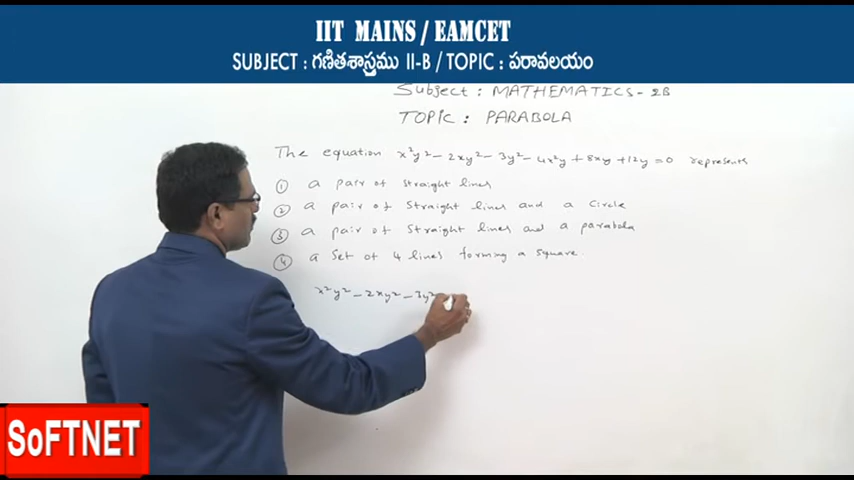 IIT MAINS / EAMCET
SUBJECT : గణితశాస్త్రము II-B / TOPIC : పరావలయం
Subject : MATHEMATICS - 2B
TOPIC : PARABOLA
The equation x²y² - 2xy² - 3y² - 4x²y + 8xy + 12y = 0 represents
① a pair of straight lines
② a pair of straight lines and a circle
③ a pair of straight lines and a parabola
④ a set of 4 lines forming a square.
x²y² - 2xy² - 3y²
SoFTNET